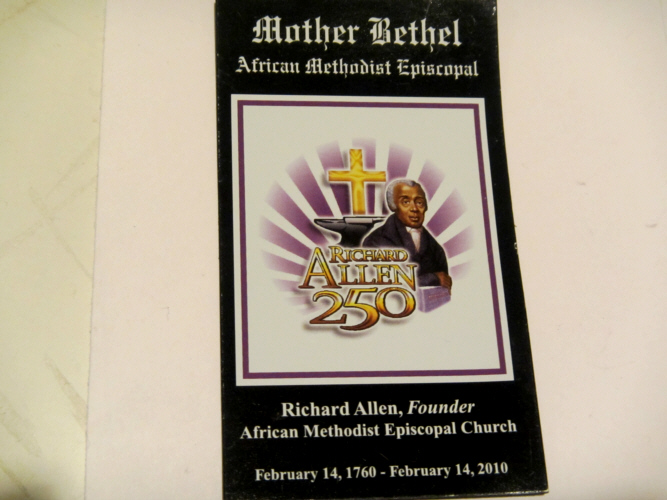 Mother Bethel
African Methodist Episcopal
RICHARD
ALLEN
250
Richard Allen, Founder
African Methodist Episcopal Church
February 14, 1760 - February 14, 2010